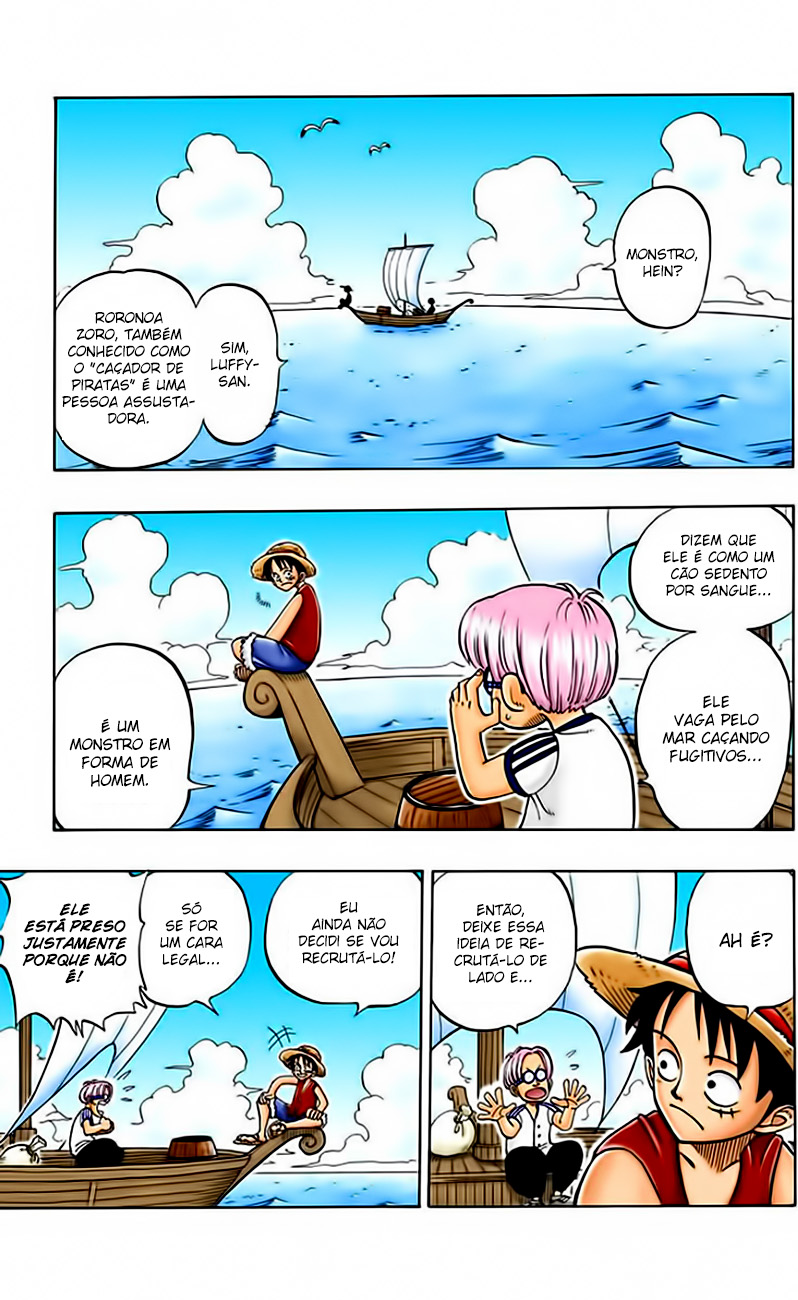 MONSTRO,
HEIN?
SIM,
LUFFY-
SAN.
RORONOA
ZORO, TAMBÉM
CONHECIDO COMO
O "CAÇADOR DE
PIRATAS" É UMA
PESSOA ASSUSTA-
DORA.
DIZEM QUE
ELE É COMO UM
CÃO SEDENTO
POR SANGUE...
ELE
VAGA PELO
MAR CAÇANDO
FUGITIVOS...
É UM
MONSTRO EM
FORMA DE
HOMEM.
AH É?
ENTÃO,
DEIXE ESSA
IDEIA DE RE-
CRUTÁ-LO DE
LADO E...
EU
AINDA NÃO
DECIDI SE VOU
RECRUTÁ-LO!
SÓ
SE FOR
UM CARA
LEGAL...
ELE
ESTÁ PRESO
JUSTAMENTE
PORQUE NÃO
É!